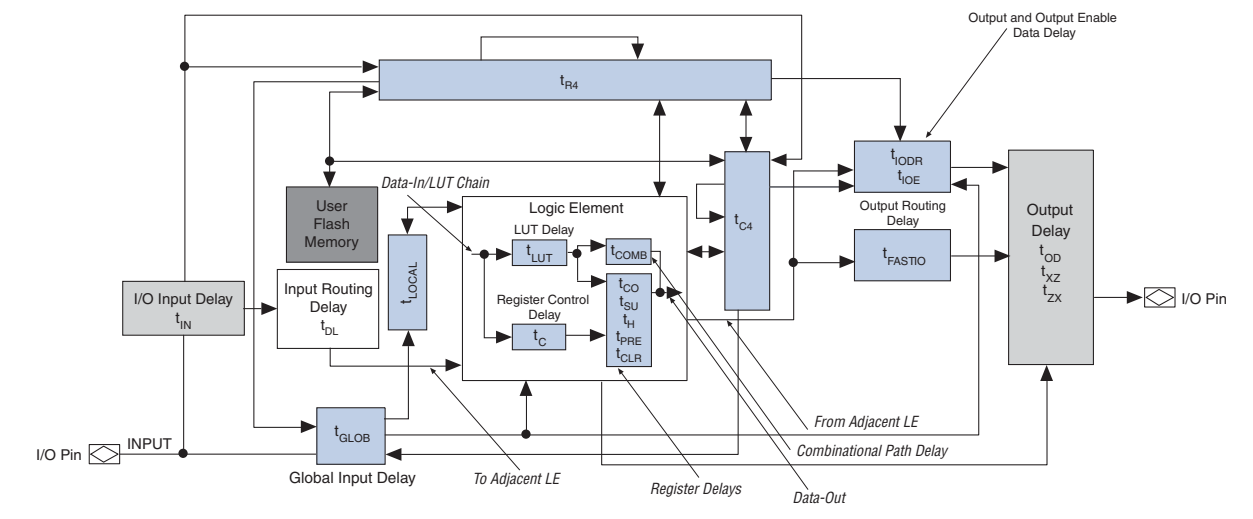 Output and Output Enable
Data Delay
tR4
tIODR
tIOE
Data-In/LUT Chain
User
Flash
Memory
Logic Element
LUT Delay
tLUT
tCOMB
tC4
Output Routing
Delay
tFASTIO
Output
Delay
tOD
tXZ
tZX
I/O Pin
tLOCAL
I/O Input Delay
tIN
Input Routing
Delay
tDL
Register Control
Delay
tC
tCO
tSU
tH
tPRE
tCLR
From Adjacent LE
I/O Pin
INPUT
tGLOB
Global Input Delay
To Adjacent LE
Register Delays
Combinational Path Delay
Data-Out